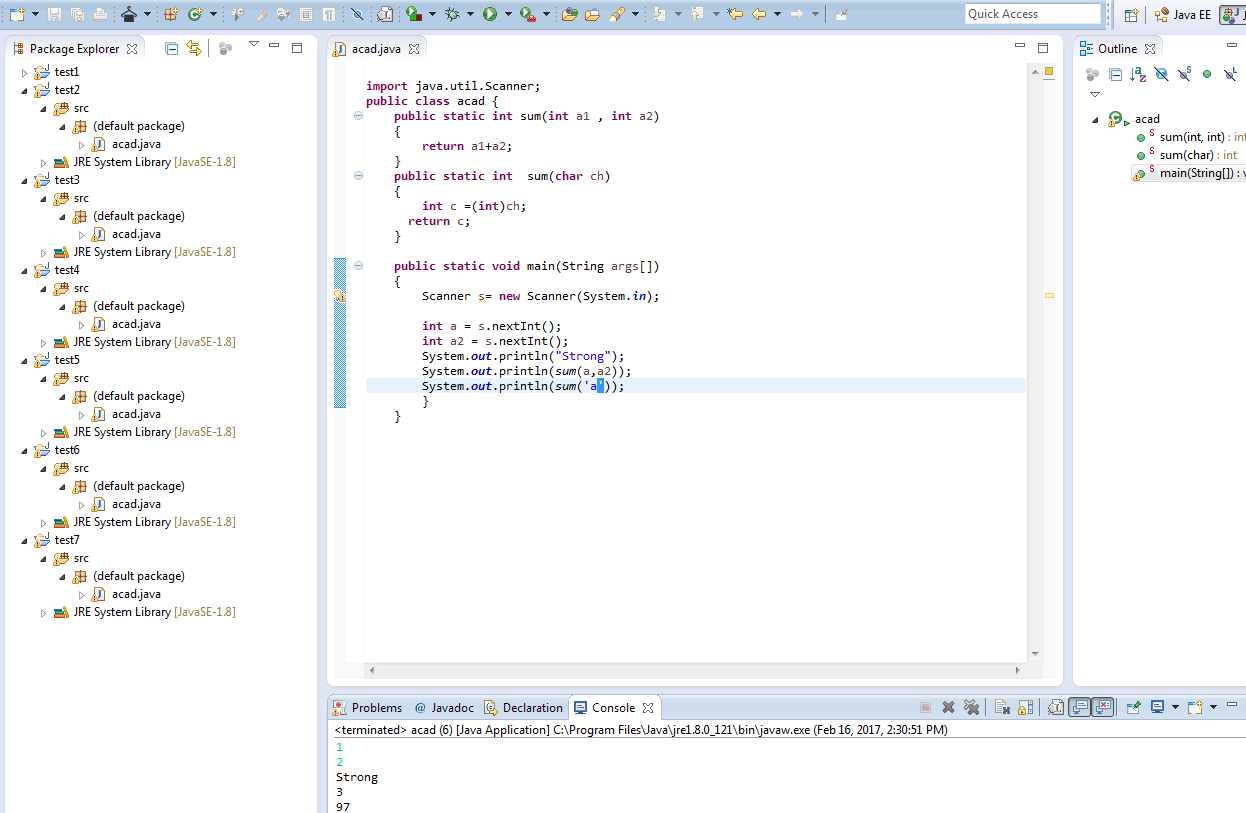 Quick Access
Java EE
J
Package Explorer
test1
test2
src
(default package)
acad.java
JRE System Library [JavaSE-1.8]
test3
src
(default package)
acad.java
JRE System Library [JavaSE-1.8]
test4
src
(default package)
acad.java
JRE System Library [JavaSE-1.8]
test5
src
(default package)
acad.java
JRE System Library [JavaSE-1.8]
test6
src
(default package)
acad.java
JRE System Library [JavaSE-1.8]
test7
src
(default package)
acad.java
JRE System Library [JavaSE-1.8]
acad.java
import java.util.Scanner;
public class acad {
public static int sum(int a1 , int a2)
{
return a1+a2;
}
public static int  sum(char ch)
{
int c =(int)ch;
return c;
}
public static void main(String args[])
{
Scanner s= new Scanner(System.in);
int a = s.nextInt();
int a2 = s.nextInt();
System.out.println("Strong");
System.out.println(sum(a,a2));
System.out.println(sum('a'));
}
}
Outline
acad
sum(int, int) : int
sum(char) : int
main(String[]) : v
Problems @ Javadoc Declaration Console
<terminated> acad (6) [Java Application] C:\Program Files\Java\jre1.8.0_121\bin\javaw.exe (Feb 16, 2017, 2:30:51 PM)
1
2
Strong
3
97